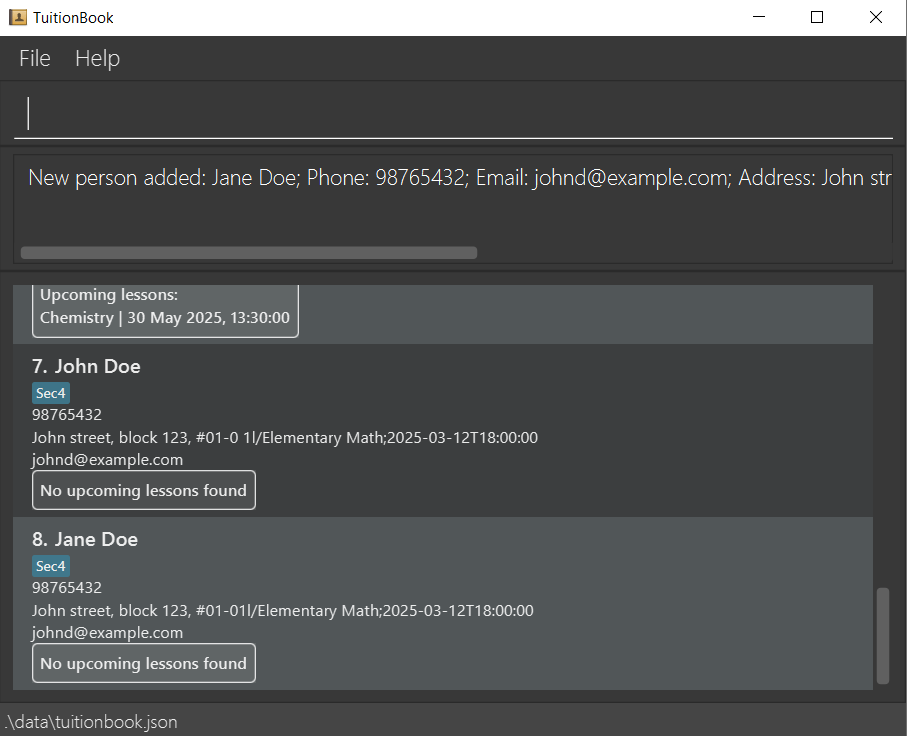 TuitionBook
File Help
New person added: Jane Doe; Phone: 98765432; Email: johnd@example.com; Address: John str
Upcoming lessons:
Chemistry | 30 May 2025, 13:30:00
7. John Doe
Sec4
98765432
John street, block 123, #01-0 1l/Elementary Math;2025-03-12T18:00:00
johnd@example.com
No upcoming lessons found
8. Jane Doe
Sec4
98765432
John street, block 123, #01-01l/Elementary Math;2025-03-12T18:00:00
johnd@example.com
No upcoming lessons found
.\data\tuitionbook.json